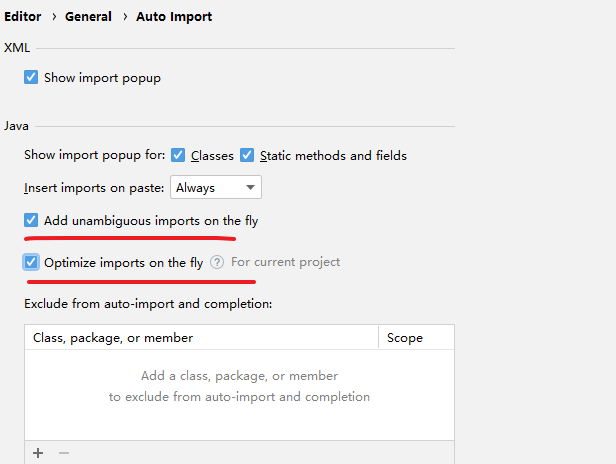 Editor › General › Auto Import
XML
Show import popup
Java
Show import popup for: Classes Static methods and fields
Insert imports on paste: Always
Add unambiguous imports on the fly
Optimize imports on the fly ? For current project
Exclude from auto-import and completion:
Class, package, or member Scope
Add a class, package, or member
to exclude from auto-import and completion